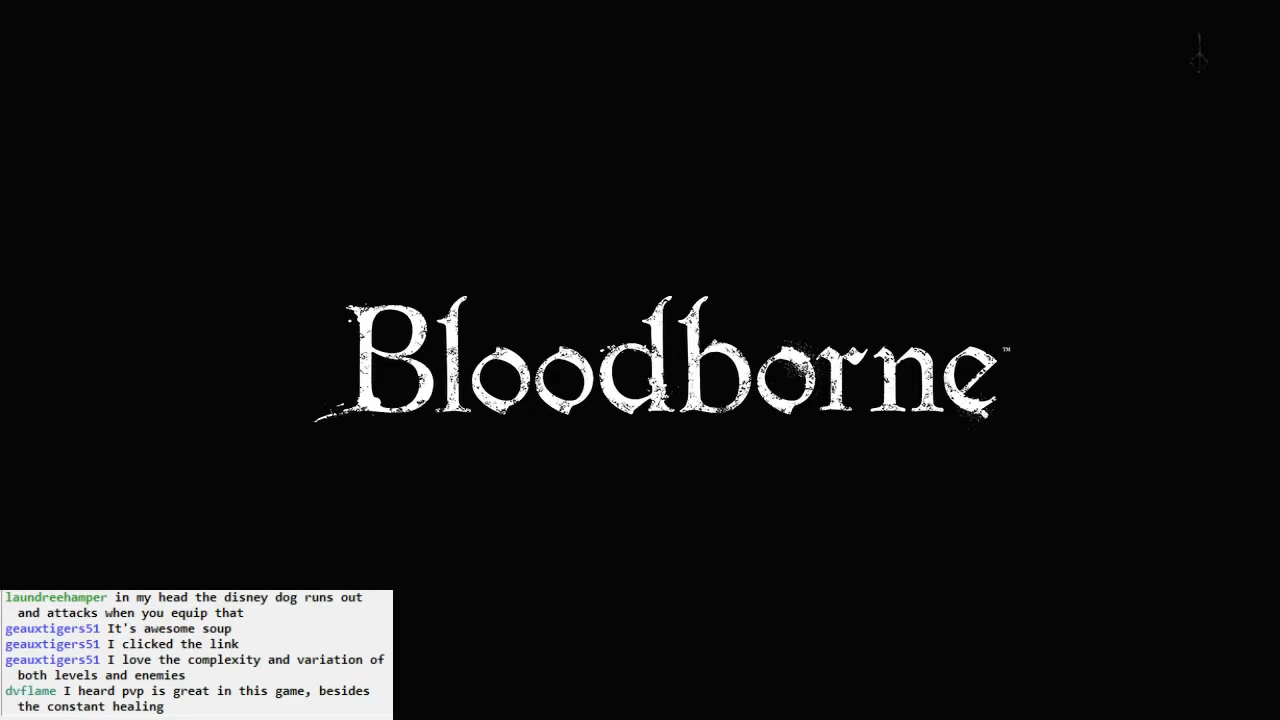 Bloodborne™
laundreehamper in my head the disney dog runs out
and attacks when you equip that
geauxtigers51 It's awesome soup
geauxtigers51 I clicked the link
geauxtigers51 I love the complexity and variation of
both levels and enemies
dvflame I heard pvp is great in this game, besides
the constant healing